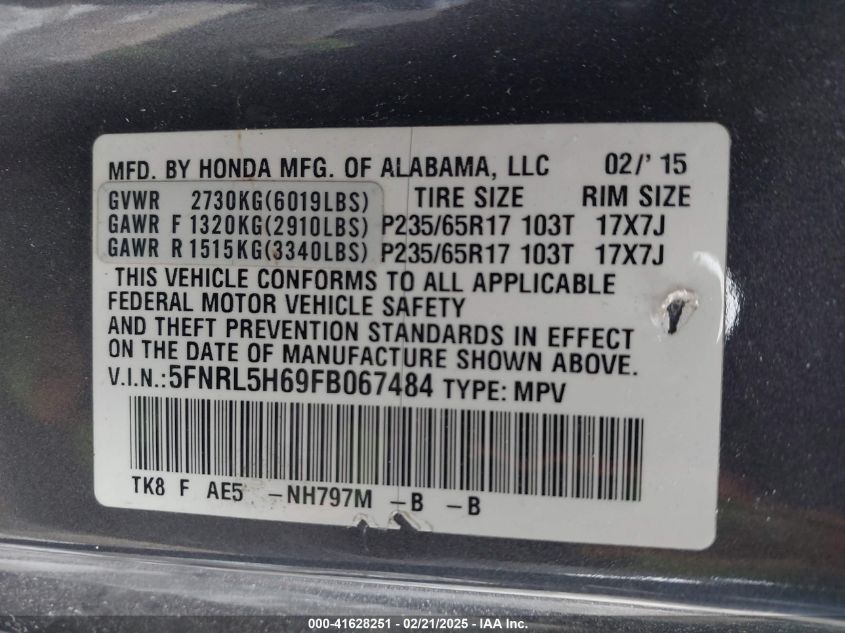 MFD. BY HONDA MFG. OF ALABAMA, LLC 02/' 15
GVWR 2730KG(6019LBS) TIRE SIZE RIM SIZE
GAWR F 1320KG(2910LBS) P235/65R17 103T 17X7J
GAWR R 1515KG(3340LBS) P235/65R17 103T 17X7J
THIS VEHICLE CONFORMS TO ALL APPLICABLE
FEDERAL MOTOR VEHICLE SAFETY
AND THEFT PREVENTION STANDARDS IN EFFECT
ON THE DATE OF MANUFACTURE SHOWN ABOVE.
V.I.N.: 5FNRL5H69FB067484 TYPE: MPV
TK8 F AE5 -NH797M -B -B
000-41628251 - 02/21/2025 - IAA, Inc.